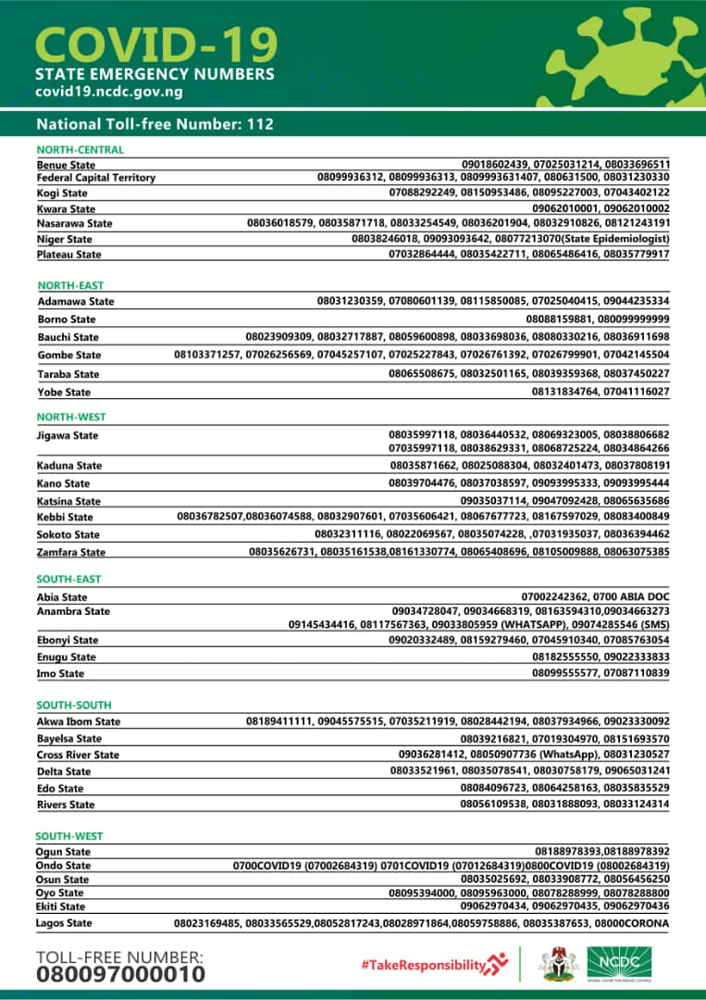 COVID-19
STATE EMERGENCY NUMBERS
covid19.ncdc.gov.ng
National Toll-free Number: 112
NORTH-CENTRAL
Benue State 09018602439, 07025031214, 08033696511
Federal Capital Territory 08099936312, 08099936313, 0809993631407, 080631500, 08031230330
Kogi State 07088292249, 08150953486, 08095227003, 07043402122
Kwara State 09062010001, 09062010002
Nasarawa State 08036018579, 08035871718, 08033254549, 08036201904, 08032910826, 08121243191
Niger State 08038246018, 09093093642, 08077213070(State Epidemiologist)
Plateau State 07032864444, 08035422711, 08065486416, 08035779917
NORTH-EAST
Adamawa State 08031230359, 07080601139, 08115850085, 07025040415, 09044235334
Borno State 08088159881, 080099999999
Bauchi State 08023909309, 08032717887, 08059600898, 08033698036, 08080330216, 08036911698
Gombe State 08103371257, 07026256569, 07045257107, 07025227843, 07026761392, 07026799901, 07042145504
Taraba State 08065508675, 08032501165, 08039359368, 08037450227
Yobe State 08131834764, 07041116027
NORTH-WEST
Jigawa State 08035997118, 08036440532, 08069323005, 08038806682
07035997118, 08038629331, 08068725224, 08034864266
Kaduna State 08035871662, 08025088304, 08032401473, 08037808191
Kano State 08039704476, 08037038597, 09093995333, 09093995444
Katsina State 09035037114, 09047092428, 08065635686
Kebbi State 08036782507,08036074588, 08032907601, 07035606421, 08067677723, 08167597029, 08083400849
Sokoto State 08032311116, 08022069567, 08035074228, ,07031935037, 08036394462
Zamfara State 08035626731, 08035161538,08161330774, 08065408696, 08105009888, 08063075385
SOUTH-EAST
Abia State 07002242362, 0700 ABIA DOC
Anambra State 09034728047, 09034668319, 08163594310,09034663273
09145434416, 08117567363, 09033805959 (WHATSAPP), 09074285546 (SMS)
Ebonyi State 09020332489, 08159279460, 07045910340, 07085763054
Enugu State 08182555550, 09022333833
Imo State 08099555577, 07087110839
SOUTH-SOUTH
Akwa Ibom State 08189411111, 09045575515, 07035211919, 08028442194, 08037934966, 09023330092
Bayelsa State 08039216821, 07019304970, 08151693570
Cross River State 09036281412, 08050907736 (WhatsApp), 08031230527
Delta State 08033521961, 08035078541, 08030758179, 09065031241
Edo State 08084096723, 08064258163, 08035835529
Rivers State 08056109538, 08031888093, 08033124314
SOUTH-WEST
Ogun State 08188978393,08188978392
Ondo State 0700COVID19 (07002684319) 0701COVID19 (07012684319)0800COVID19 (08002684319)
Osun State 08035025692, 08033908772, 08056456250
Oyo State 08095394000, 08095963000, 08078288999, 08078288800
Ekiti State 09062970434, 09062970435, 09062970436
Lagos State 08023169485, 08033565529,08052817243,08028971864,08059758886, 08035387653, 08000CORONA
TOLL-FREE NUMBER:
080097000010
#TakeResponsibility
NCDC
NIGERIA CENTRE FOR DISEASE CONTROL